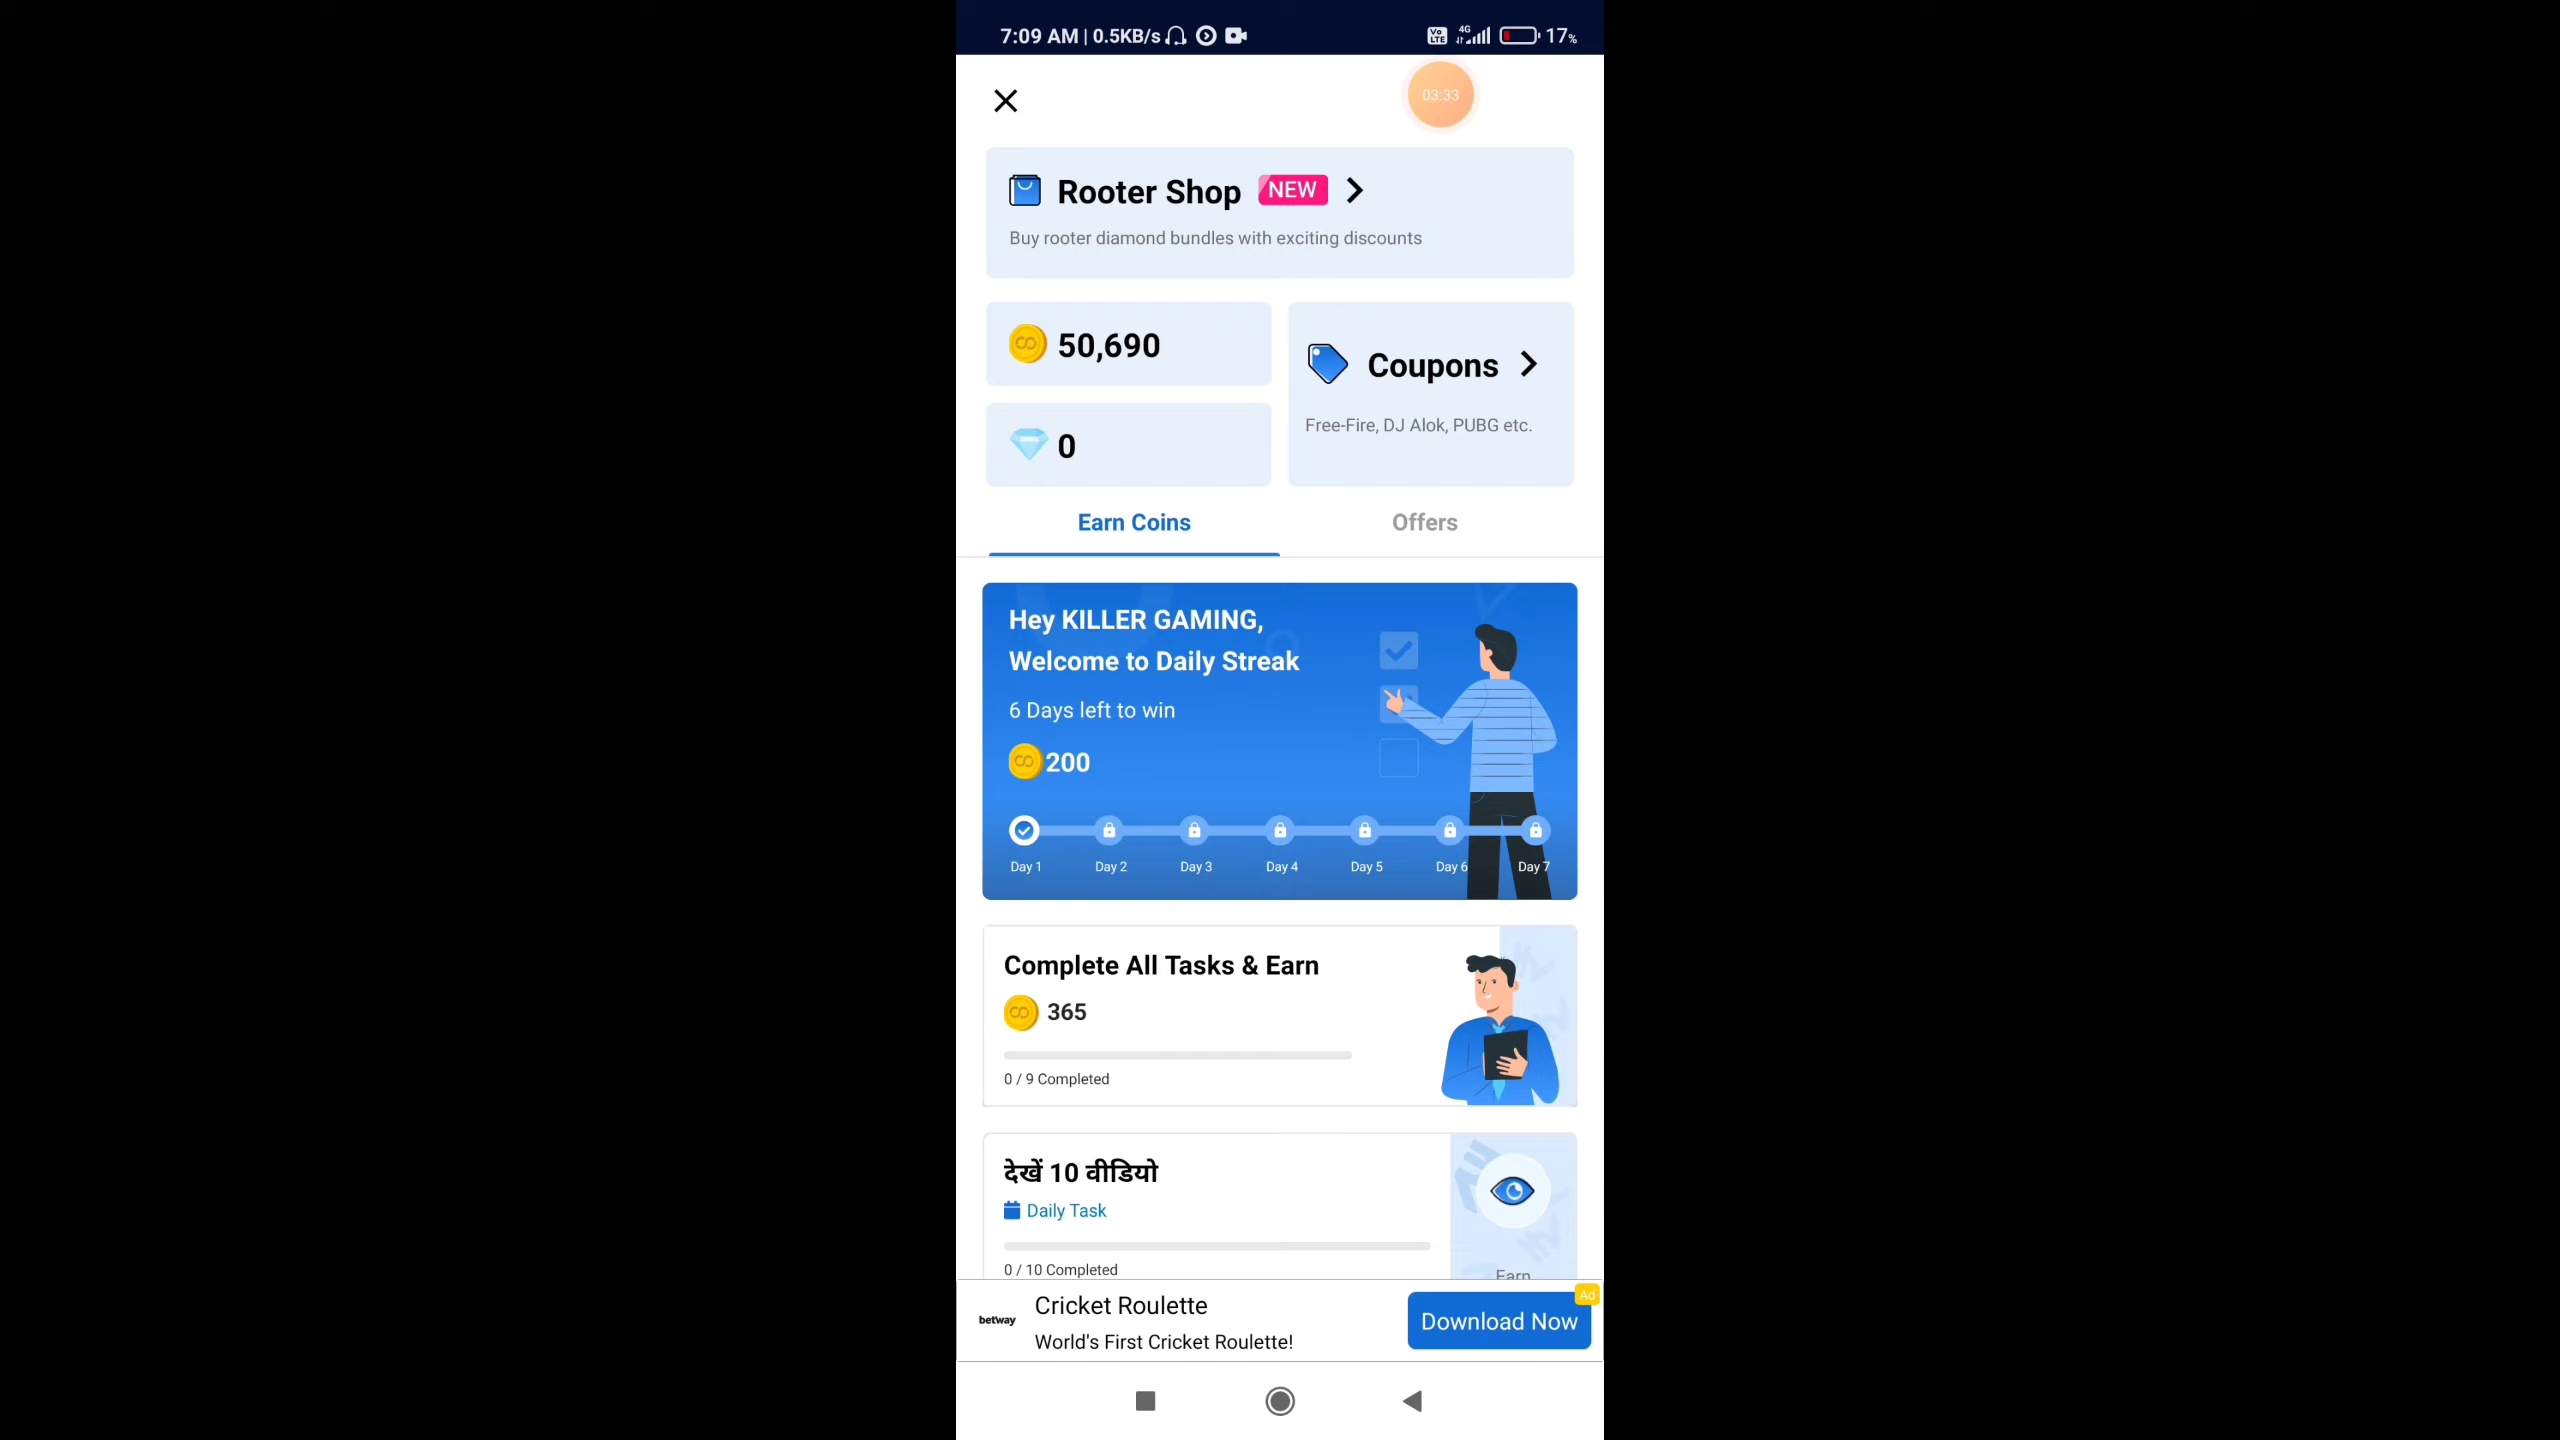 7:09 AM | 0.5KB/s
Vo LTE 4G 17%
03:33
Rooter Shop NEW
Buy rooter diamond bundles with exciting discounts
50,690
Coupons
Free-Fire, DJ Alok, PUBG etc.
0
Earn Coins Offers
Hey KILLER GAMING,
Welcome to Daily Streak
6 Days left to win
200
Day 1 Day 2 Day 3 Day 4 Day 5 Day 6 Day 7
Complete All Tasks & Earn
365
0 / 9 Completed
देखें 10 वीडियो
Daily Task
0 / 10 Completed
Earn
Ad
betway
Cricket Roulette
World's First Cricket Roulette!
Download Now